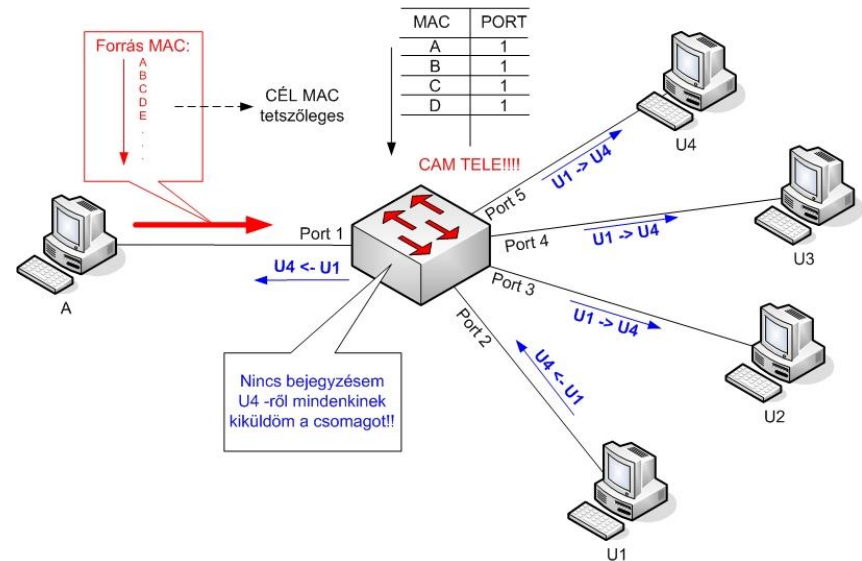 Forrás MAC:
A
B
C
D
E
.
.
.
CÉL MAC
tetszőleges
MAC PORT
A 1
B 1
C 1
D 1
CAM TELE!!!!
A
Port 1
U4 <- U1
Port 5
U1 -> U4
U4
Port 4
U1 -> U4
U3
Port 3
U1 -> U4
U2
Port 2
U4 <- U1
U1
Nincs bejegyzésem
U4 -ről mindenkinek
kiküldöm a csomagot!!